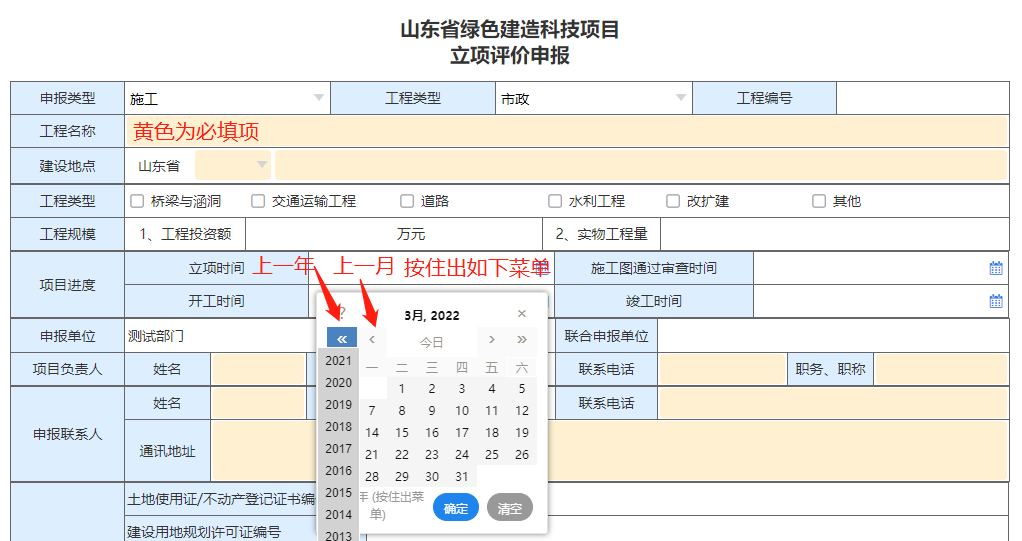 山东省绿色建造科技项目
立项评价申报
申报类型 施工 工程类型 市政 工程编号
工程名称 黄色为必填项
建设地点 山东省
工程类型 桥梁与涵洞 交通运输工程 道路 水利工程 改扩建 其他
工程规模 1、工程投资额 万元 2、实物工程量
项目进度 立项时间 上一年 上一月 按住出如下菜单 施工图通过审查时间
开工时间 竣工时间
? 3月, 2022 ×
申报单位 测试部门 联合申报单位
« ‹ 今日 › »
项目负责人 姓名 联系电话 职务、职称
2021 一 二 三 四 五 六
2020 1 2 3 4 5
申报联系人 姓名 联系电话
2019 7 8 9 10 11 12
2018 14 15 16 17 18 19
通讯地址
2017 21 22 23 24 25 26
2016 28 29 30 31
2015 年 (按住出菜
单) 确定 清空
2014
2013
土地使用证/不动产登记证书编
建设用地规划许可证编号